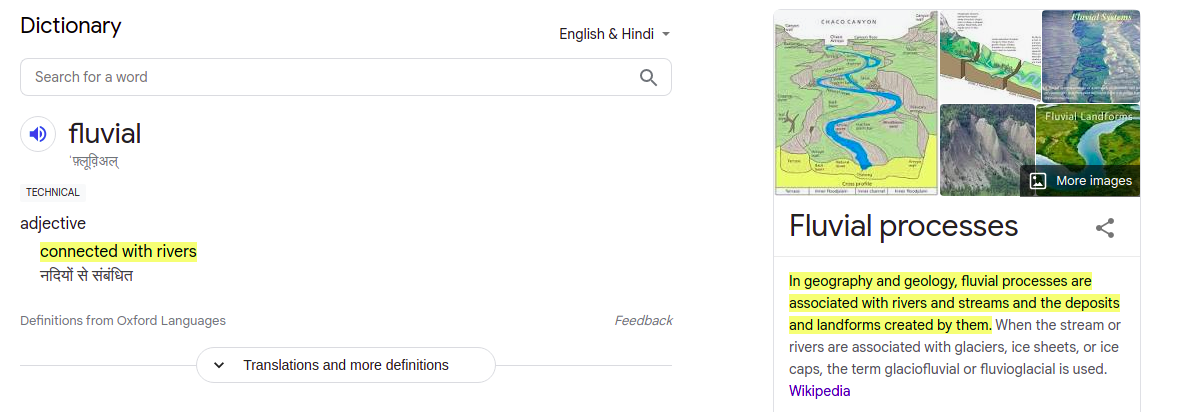 Dictionary
English & Hindi
Search for a word
fluvial
ˈफ़्लूव़िअल्
TECHNICAL
adjective
connected with rivers
नदियों से संबंधित
Definitions from Oxford Languages
Feedback
Translations and more definitions
CHACO CANYON
Cross profile
Fluvial Systems
Fluvial Landforms
More images
Fluvial processes
In geography and geology, fluvial processes are
associated with rivers and streams and the deposits
and landforms created by them. When the stream or
rivers are associated with glaciers, ice sheets, or ice
caps, the term glaciofluvial or fluvioglacial is used.
Wikipedia